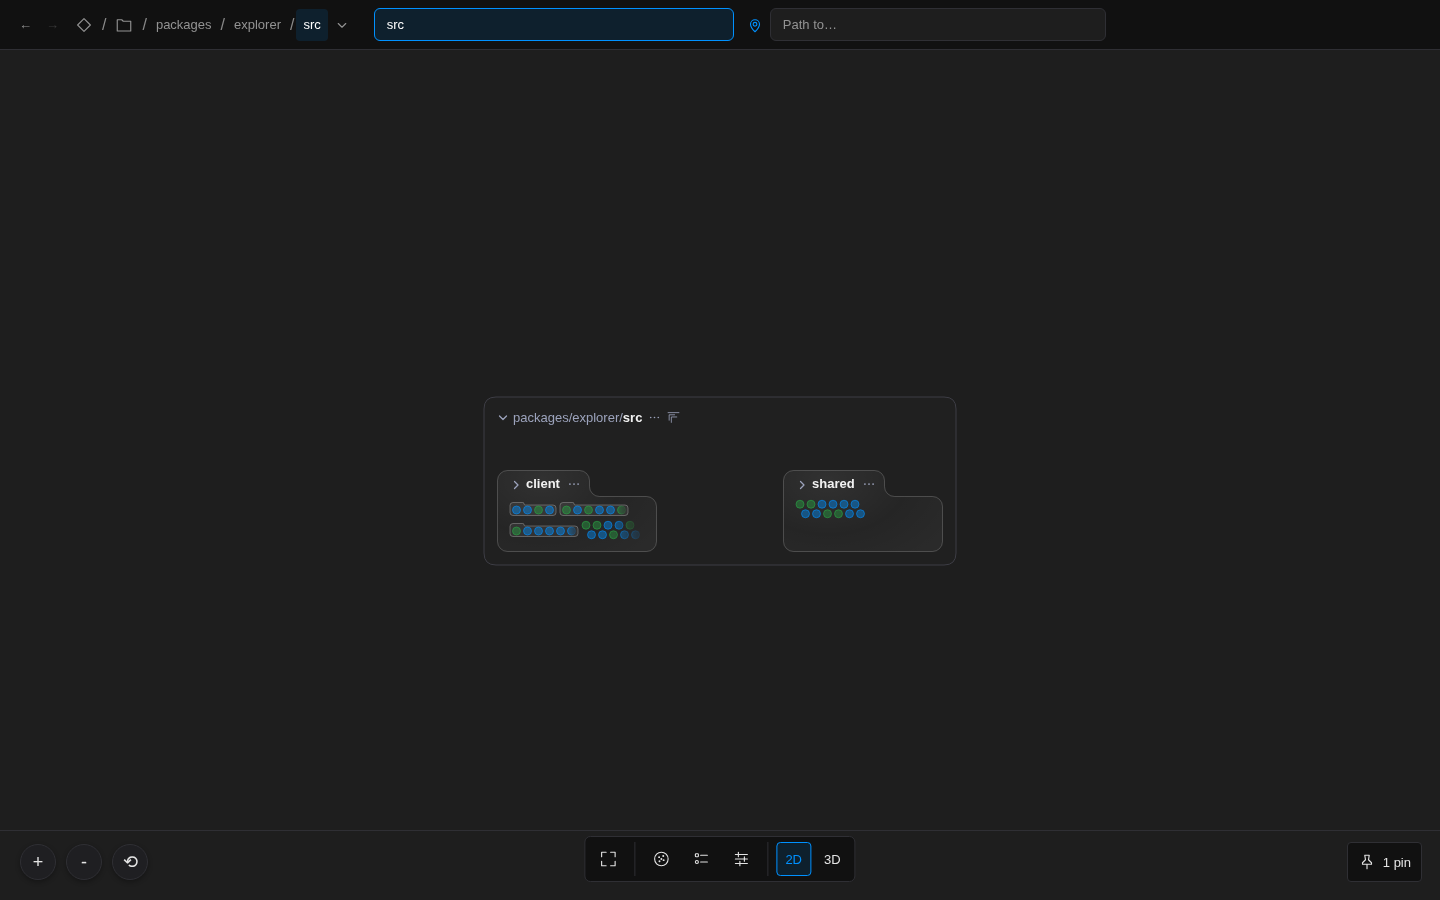 ← → / / packages / explorer / src
src
Path to…
packages/explorer/src ···
client ···
shared ···
+ - ⟲
2D 3D
1 pin